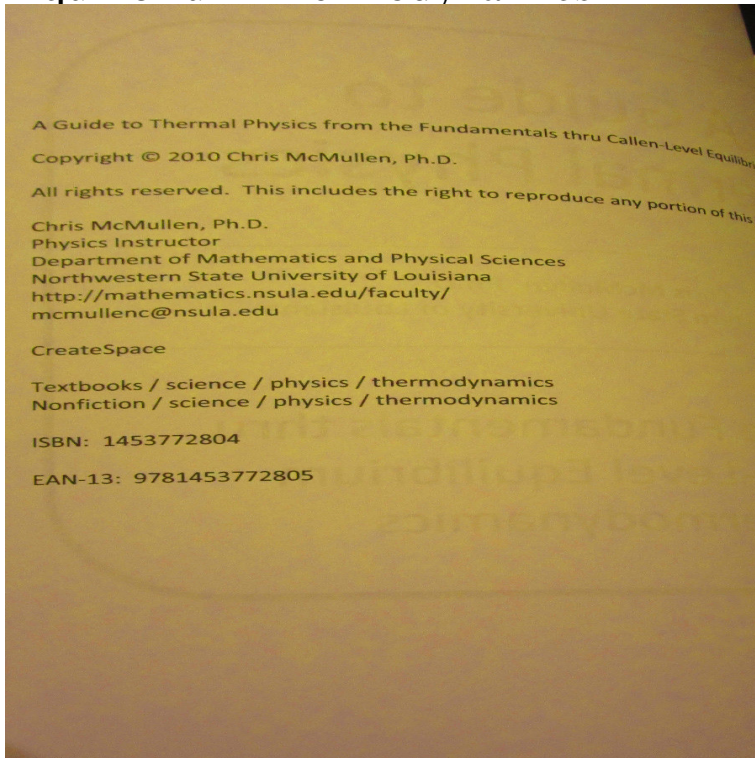 A Guide to Thermal Physics from the Fundamentals thru Callen-Level
Copyright © 2010 Chris McMullen, Ph.D.
All rights reserved.  This includes the right to reproduce any portion of this
Chris McMullen, Ph.D.
Physics Instructor
Department of Mathematics and Physical Sciences
Northwestern State University of Louisiana
http://mathematics.nsula.edu/faculty/
mcmullenc@nsula.edu
CreateSpace
Textbooks / science / physics / thermodynamics
Nonfiction / science / physics / thermodynamics
ISBN:  1453772804
EAN-13:  9781453772805